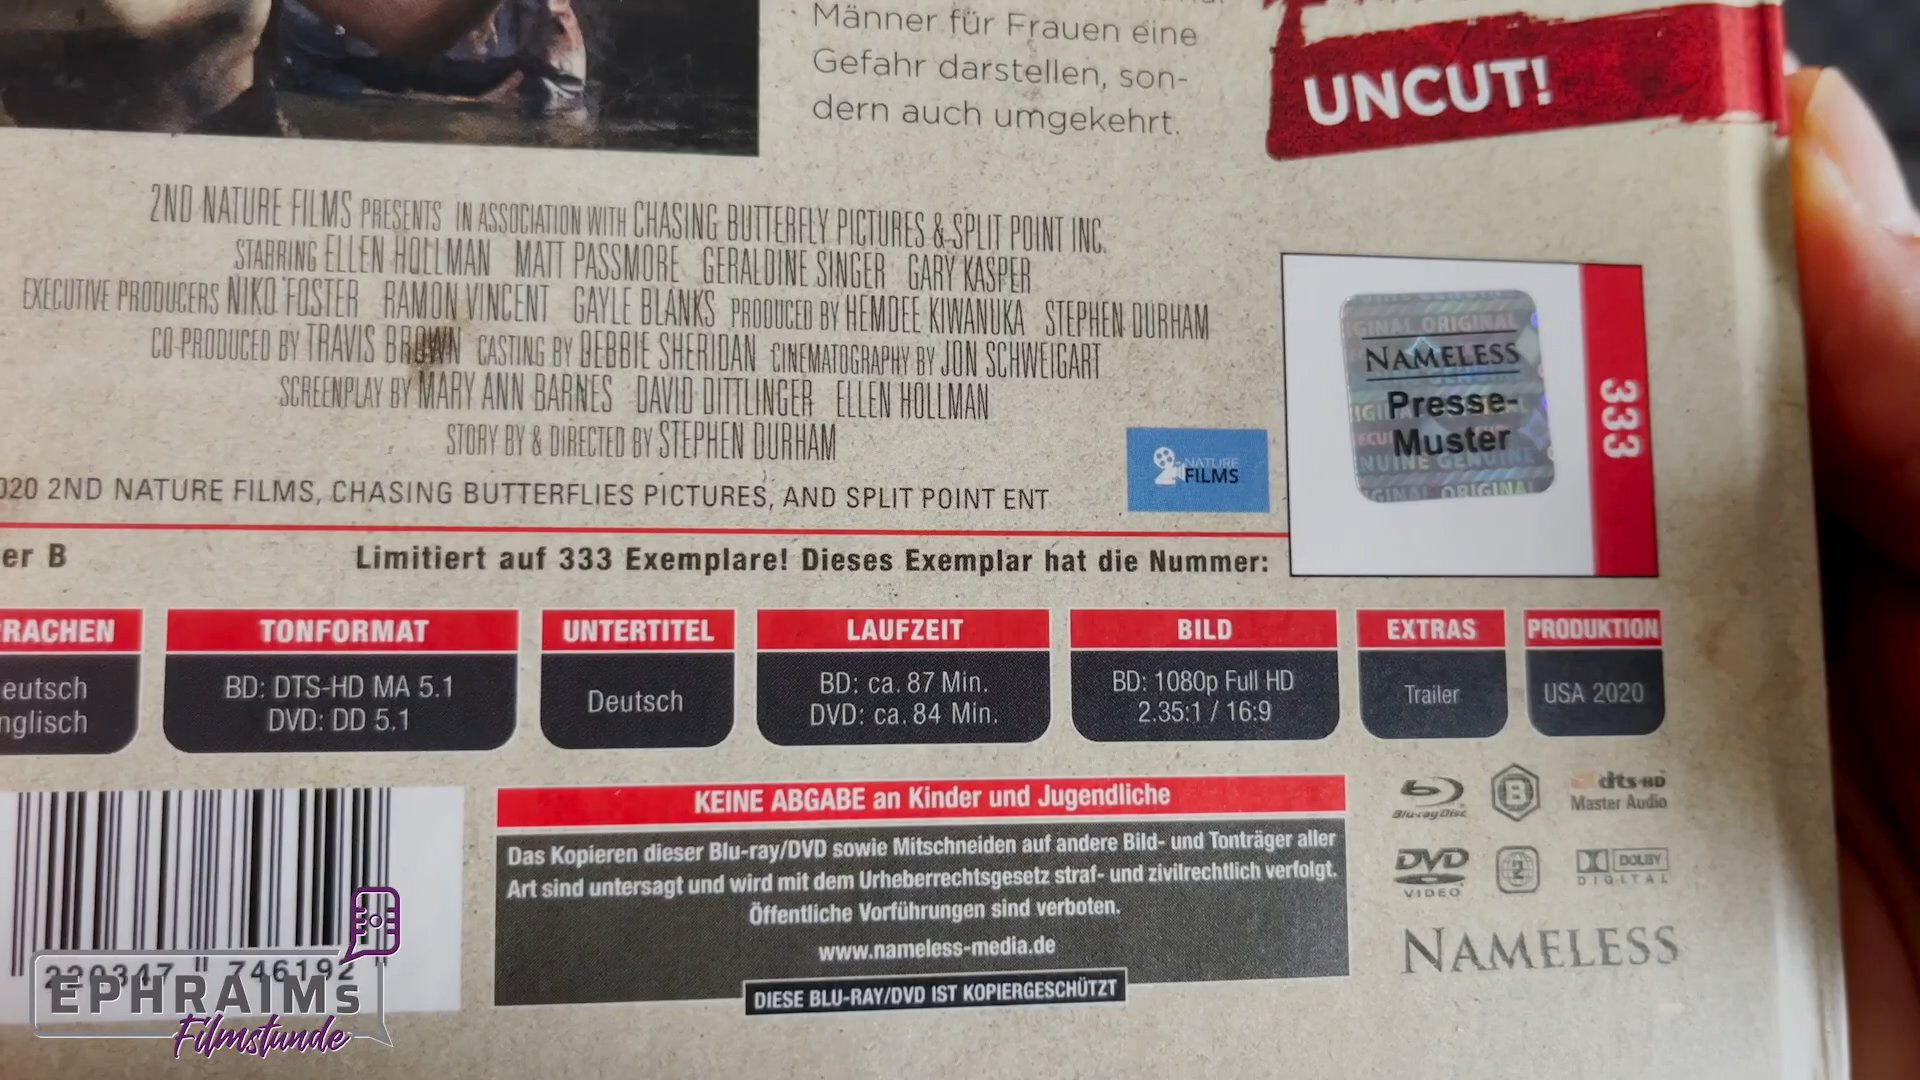 Männer für Frauen eine
Gefahr darstellen, son-
dern auch umgekehrt.
UNCUT!
2ND NATURE FILMS PRESENTS IN ASSOCIATION WITH CHASING BUTTERFLY PICTURES & SPLIT POINT INC.
STARRING ELLEN HOLLMAN MATT PASSMORE GERALDINE SINGER GARY KASPER
EXECUTIVE PRODUCERS NIKO FOSTER RAMON VINCENT GAYLE BLANKS PRODUCED BY HEMDEE KIWANUKA STEPHEN DURHAM
CO-PRODUCED BY TRAVIS BROWN CASTING BY DEBBIE SHERIDAN CINEMATOGRAPHY BY JON SCHWEIGART
SCREENPLAY BY MARY ANN BARNES DAVID DITTLINGER ELLEN HOLLMAN
STORY BY & DIRECTED BY STEPHEN DURHAM
020 2ND NATURE FILMS, CHASING BUTTERFLIES PICTURES, AND SPLIT POINT ENT
2 NATURE
FILMS
ORIGINAL
NAMELESS
Presse-
Muster
GENUINE
ORIGINAL
333
er B
Limitiert auf 333 Exemplare! Dieses Exemplar hat die Nummer:
RACHEN
eutsch
nglisch
TONFORMAT
BD: DTS-HD MA 5.1
DVD: DD 5.1
UNTERTITEL
Deutsch
LAUFZEIT
BD: ca. 87 Min.
DVD: ca. 84 Min.
BILD
BD: 1080p Full HD
2.35:1 / 16:9
EXTRAS
Trailer
PRODUKTION
USA 2020
KEINE ABGABE an Kinder und Jugendliche
Das Kopieren dieser Blu-ray/DVD sowie Mitschneiden auf andere Bild- und Tonträger aller
Art sind untersagt und wird mit dem Urheberrechtsgesetz straf- und zivilrechtlich verfolgt.
Öffentliche Vorführungen sind verboten.
www.nameless-media.de
DIESE BLU-RAY/DVD IST KOPIERGESCHÜTZT
Blu-ray Disc
B
dts-HD
Master Audio
DVD
VIDEO
2
DOLBY
DIGITAL
NAMELESS
220347 746192
EPHRAIMs
Filmstunde